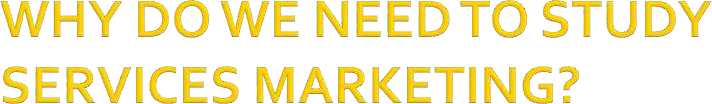 WHY DO WE NEED TO STUDY
SERVICES MARKETING?